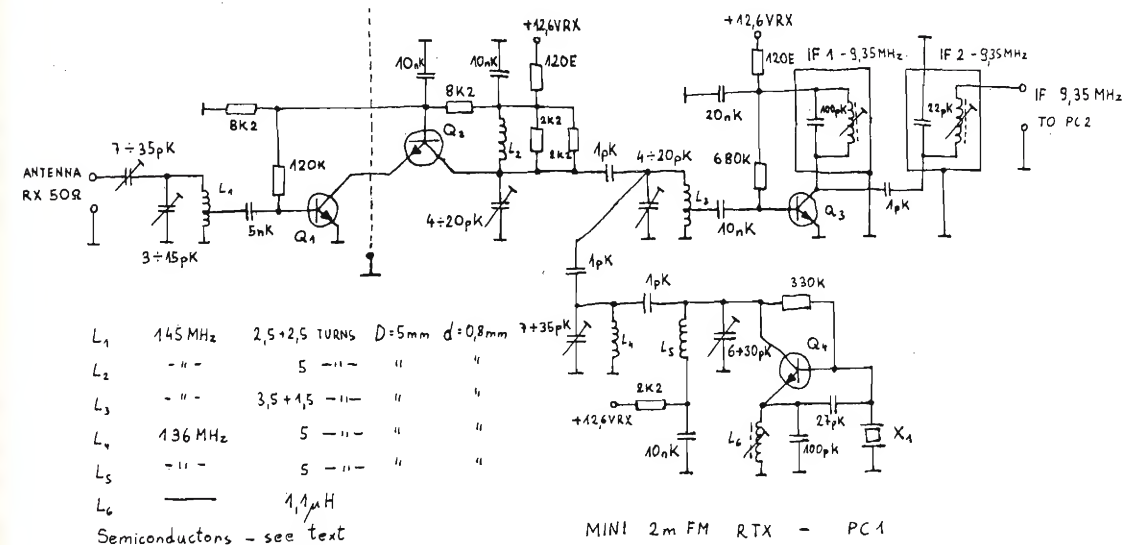 +12,6VRX
+12,6VRX
10nK
10nK
120E
120E
IF 1 - 9,35MHz
IF 2 - 9,35MHz
8K2
8K2
Q2
L2
2K2
2K2
20nK
100pK
22pK
IF 9,35 MHz
TO PC2
7÷35pK
ANTENNA
RX 50Ω
L1
120K
1pK
4÷20pK
680K
5nK
Q1
4÷20pK
L3
10nK
Q3
1pK
3÷15pK
1pK
1pK
330K
7÷35pK
L4
L5
6÷30pK
Q4
2K2
+12,6VRX
10nK
L6
100pK
27pK
X1
L1 145 MHz 2,5+2,5 TURNS D=5mm d=0,8mm
L2 -"- 5 -"- " "
L3 -"- 3,5+1,5 -"- " "
L4 136 MHz 5 -"- " "
L5 -"- 5 -"- " "
L6 — 1,1µH
Semiconductors - see text
MINI 2m FM RTX - PC1